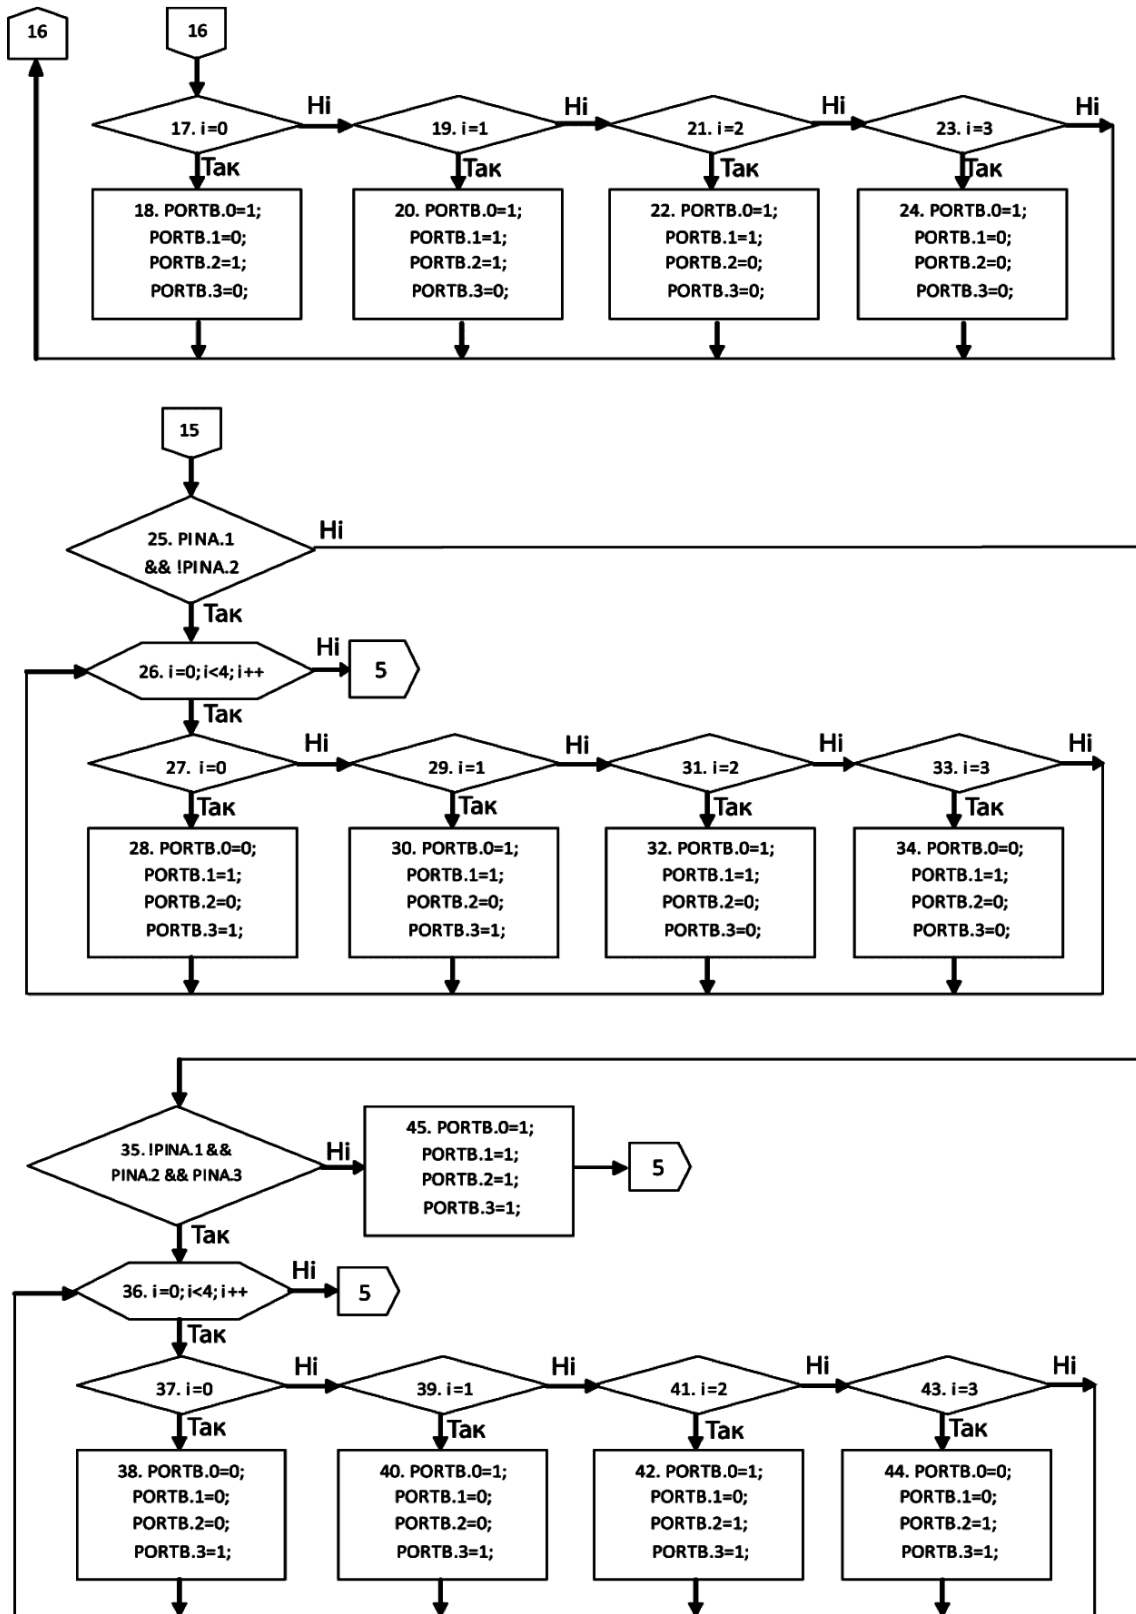 16
16
17. i=0
Ні
19. i=1
Ні
21. i=2
Ні
23. i=3
Ні
Так
Так
Так
Так
18. PORTB.0=1;
PORTB.1=0;
PORTB.2=1;
PORTB.3=0;
20. PORTB.0=1;
PORTB.1=1;
PORTB.2=1;
PORTB.3=0;
22. PORTB.0=1;
PORTB.1=1;
PORTB.2=0;
PORTB.3=0;
24. PORTB.0=1;
PORTB.1=0;
PORTB.2=0;
PORTB.3=0;
15
25. PINA.1
&& !PINA.2
Ні
Так
26. i=0; i<4; i++
Ні
5
Так
27. i=0
Ні
29. i=1
Ні
31. i=2
Ні
33. i=3
Ні
Так
Так
Так
Так
28. PORTB.0=0;
PORTB.1=1;
PORTB.2=0;
PORTB.3=1;
30. PORTB.0=1;
PORTB.1=1;
PORTB.2=0;
PORTB.3=1;
32. PORTB.0=1;
PORTB.1=1;
PORTB.2=0;
PORTB.3=0;
34. PORTB.0=0;
PORTB.1=1;
PORTB.2=0;
PORTB.3=0;
35. !PINA.1 &&
PINA.2 && PINA.3
Ні
45. PORTB.0=1;
PORTB.1=1;
PORTB.2=1;
PORTB.3=1;
5
Так
36. i=0; i<4; i++
Ні
5
Так
37. i=0
Ні
39. i=1
Ні
41. i=2
Ні
43. i=3
Ні
Так
Так
Так
Так
38. PORTB.0=0;
PORTB.1=0;
PORTB.2=0;
PORTB.3=1;
40. PORTB.0=1;
PORTB.1=0;
PORTB.2=0;
PORTB.3=1;
42. PORTB.0=1;
PORTB.1=0;
PORTB.2=1;
PORTB.3=1;
44. PORTB.0=0;
PORTB.1=0;
PORTB.2=1;
PORTB.3=1;